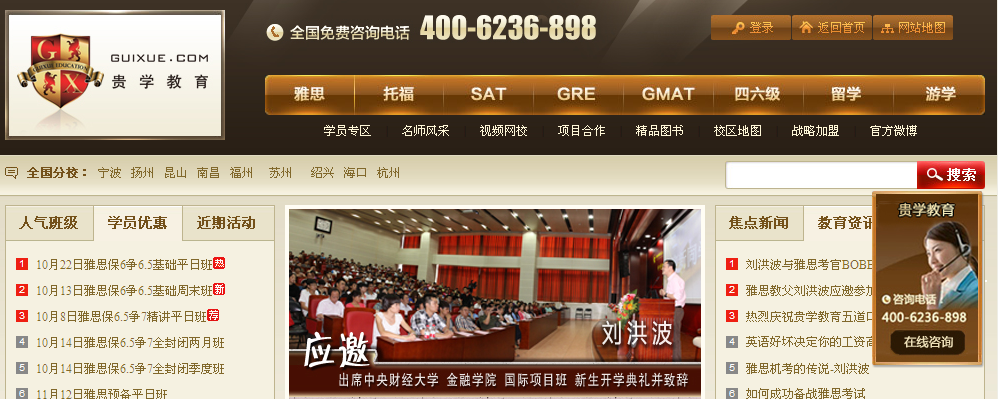 全国免费咨询电话 400-6236-898
登录 返回首页 网站地图
GX
GUIXUE EDUCATION
GUIXUE.COM
贵学教育
雅思 托福 SAT GRE GMAT 四六级 留学 游学
学员专区 名师风采 视频网校 项目合作 精品图书 校区地图 战略加盟 官方微博
全国分校: 宁波 扬州 昆山 南昌 福州 苏州 绍兴 海口 杭州
搜索
人气班级 学员优惠 近期活动
1 10月22日雅思保6争6.5基础平日班 热
2 10月13日雅思保6争6.5基础周末班 新
3 10月8日雅思保6.5争7精讲平日班 荐
4 10月14日雅思保6.5争7全封闭两月班
5 10月14日雅思保6.5争7全封闭季度班
6 11月12日雅思预备平日班
刘洪波
应邀
出席中央财经大学 金融学院 国际项目班 新生开学典礼并致辞
焦点新闻 教育资讯
1 刘洪波与雅思考官BOBE
2 雅思教父刘洪波应邀参加
3 热烈庆祝贵学教育五道口
4 英语好坏决定你的工资高
5 雅思机考的传说-刘洪波
6 如何成功备战雅思考试
贵学教育
咨询电话:
400-6236-898
在线咨询